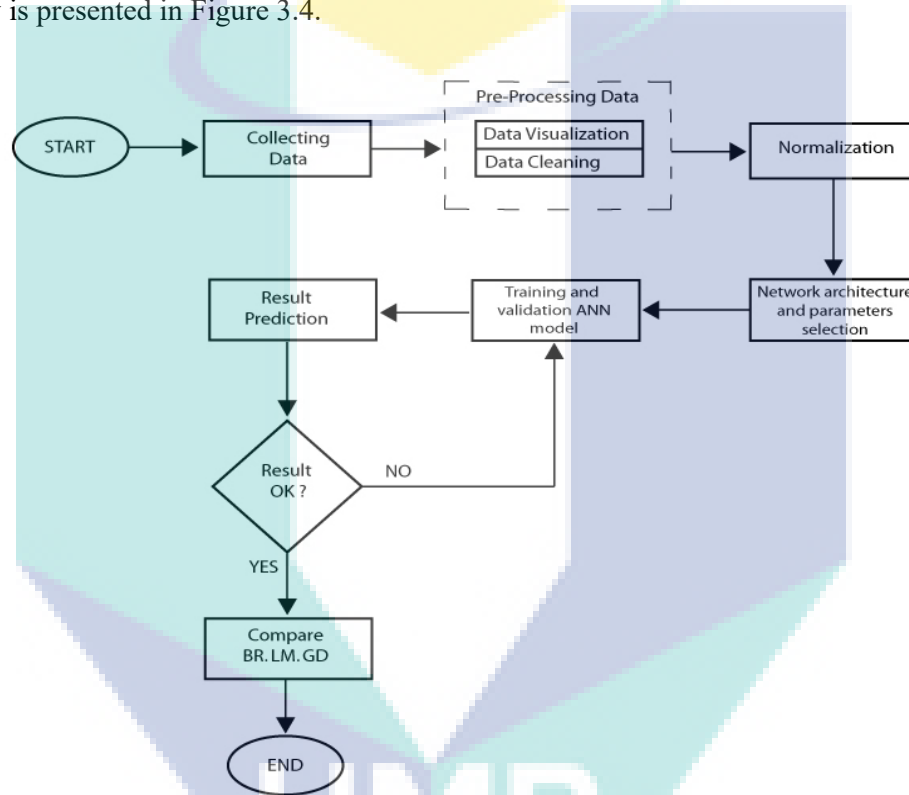 is presented in Figure 3.4.
Pre-Processing Data
START
Collecting
Data
Data Visualization
Data Cleaning
Normalization
Result
Prediction
Training and
validation ANN
model
Network architecture
and parameters
selection
Result
OK ?
NO
YES
Compare
BR. LM. GD
END
UMP